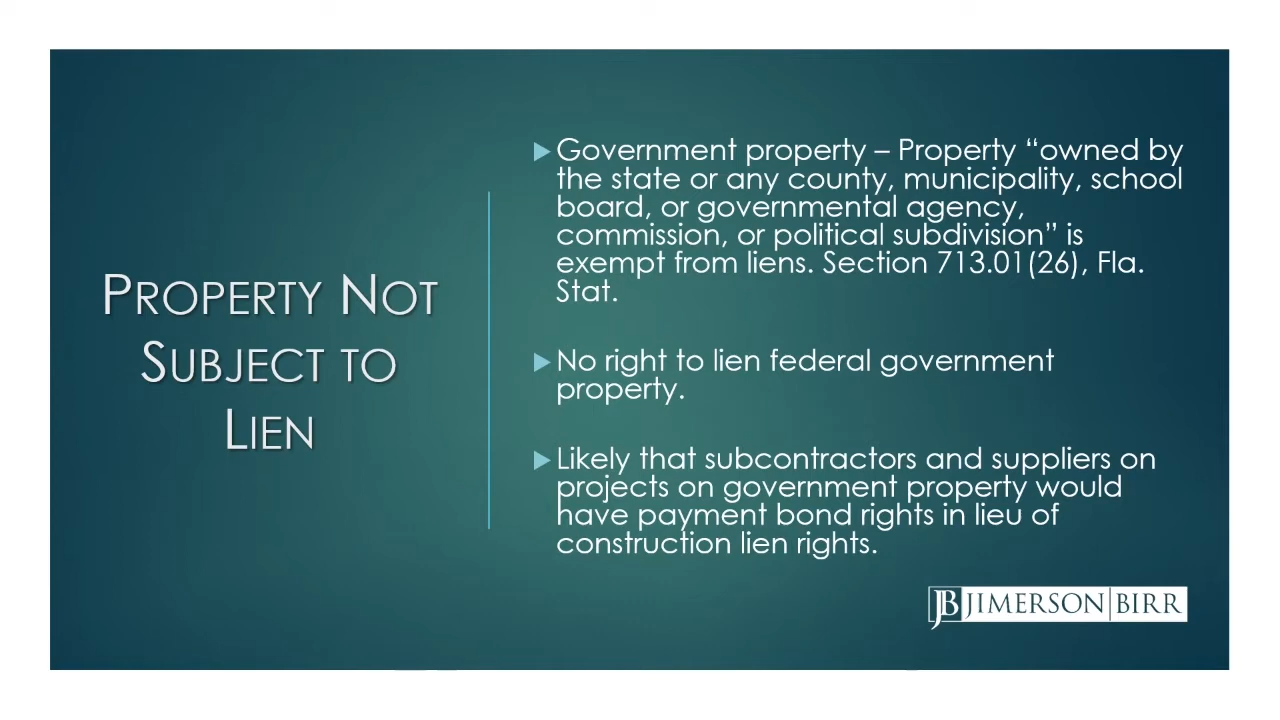 PROPERTY NOT
SUBJECT TO
LIEN
Government property – Property “owned by
the state or any county, municipality, school
board, or governmental agency,
commission, or political subdivision” is
exempt from liens. Section 713.01(26), Fla.
Stat.
No right to lien federal government
property.
Likely that subcontractors and suppliers on
projects on government property would
have payment bond rights in lieu of
construction lien rights.
JB JIMERSON BIRR